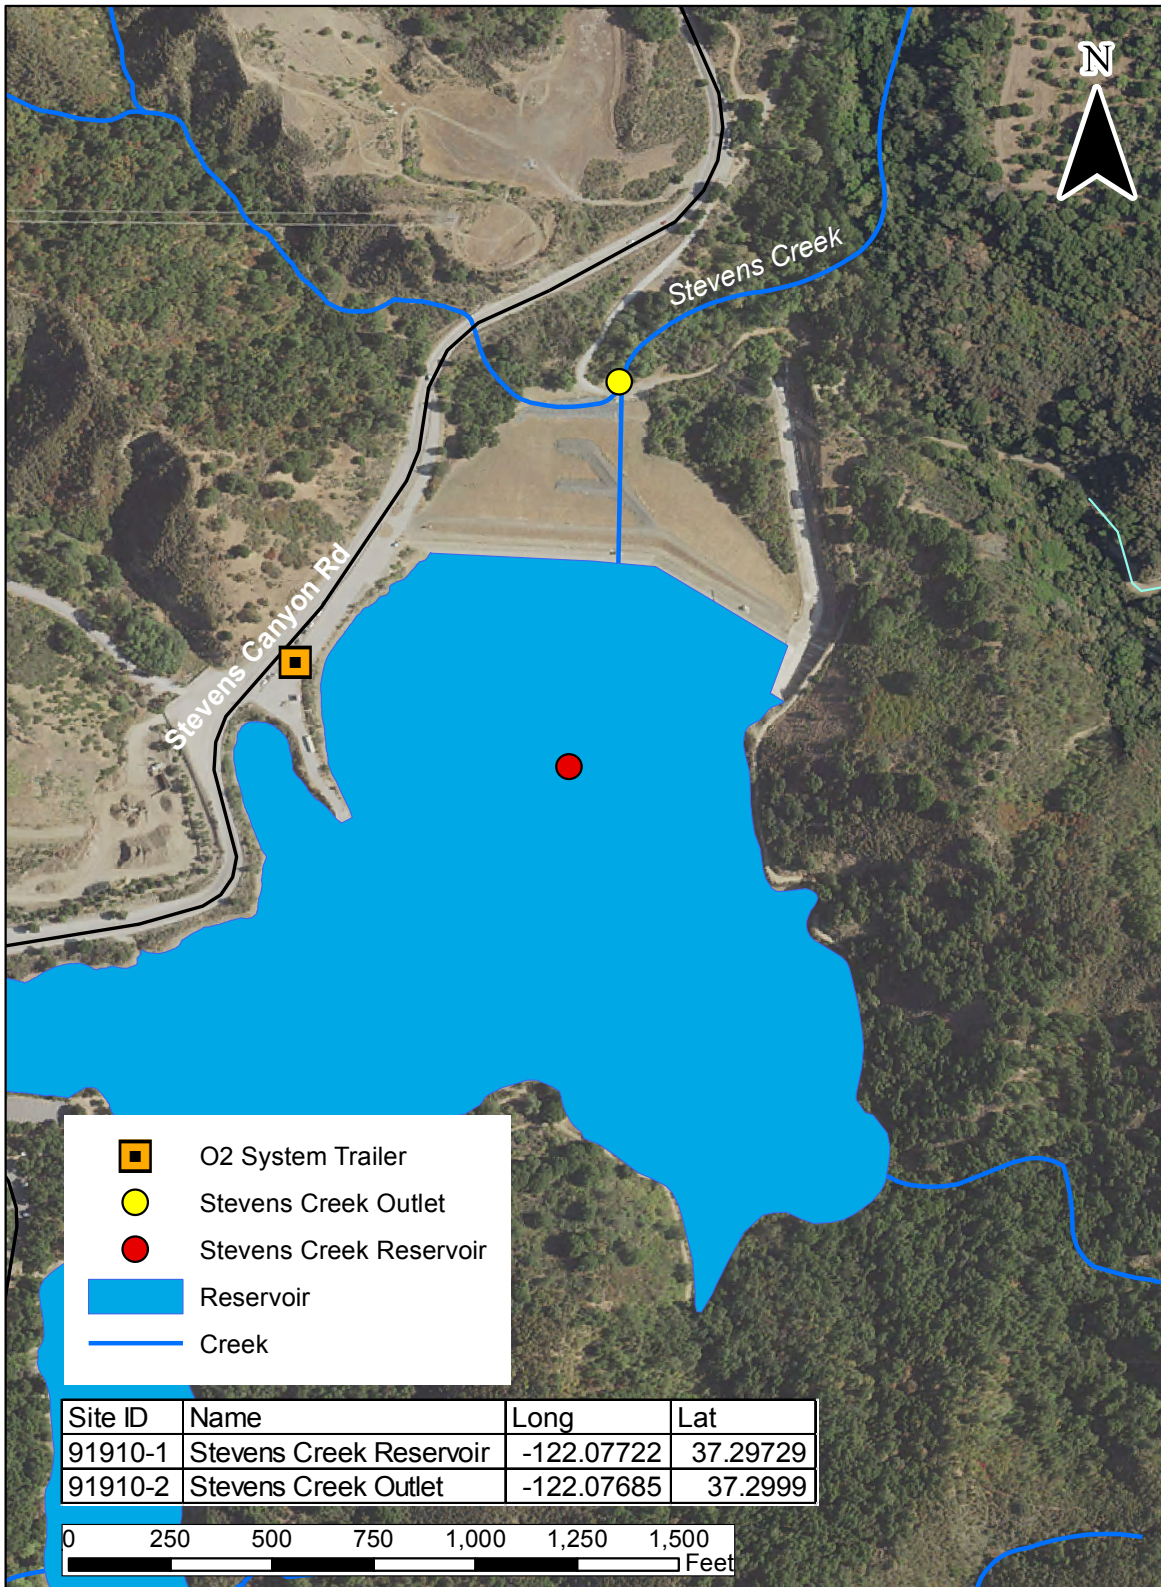 N
Stevens Creek
Stevens Canyon Rd
O2 System Trailer
Stevens Creek Outlet
Stevens Creek Reservoir
Reservoir
Creek
Site ID Name Long Lat
91910-1 Stevens Creek Reservoir -122.07722 37.29729
91910-2 Stevens Creek Outlet -122.07685 37.2999
0 250 500 750 1,000 1,250 1,500
Feet